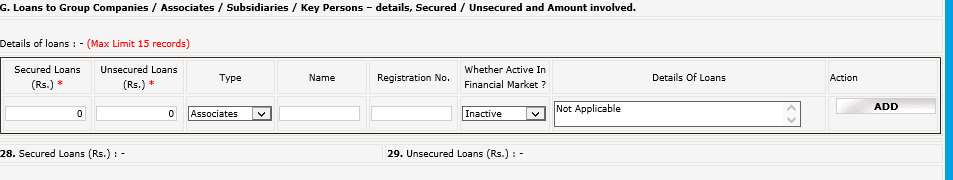 G. Loans to Group Companies / Associates / Subsidiaries / Key Persons – details, Secured / Unsecured and Amount involved.
Details of loans : - (Max Limit 15 records)
Secured Loans (Rs.) * Unsecured Loans (Rs.) * Type Name Registration No. Whether Active In Financial Market ? Details Of Loans Action
0 0 Associates Inactive Not Applicable ADD
28. Secured Loans (Rs.) : - 29. Unsecured Loans (Rs.) : -